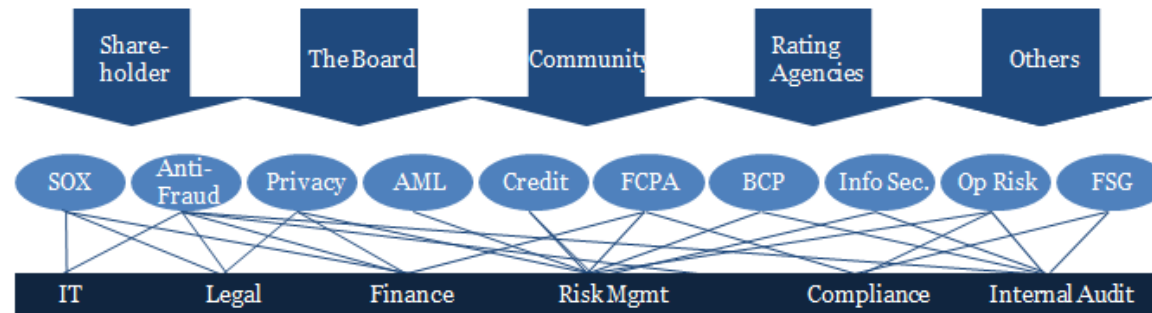 Share-
holder
The Board
Community
Rating
Agencies
Others
SOX
Anti-
Fraud
Privacy
AML
Credit
FCPA
BCP
Info Sec.
Op Risk
FSG
IT
Legal
Finance
Risk Mgmt
Compliance
Internal Audit